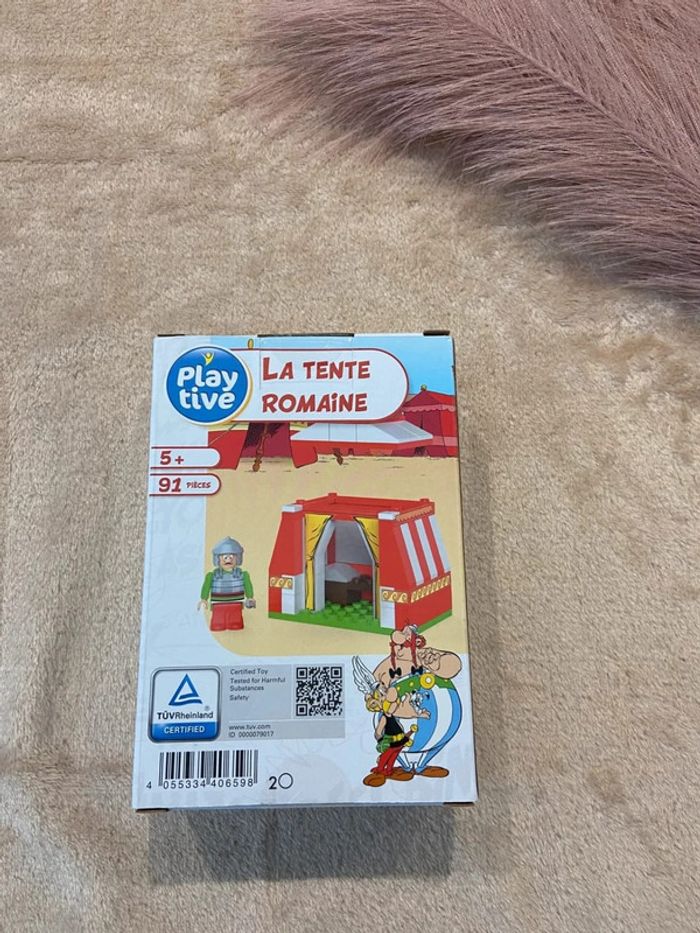 Play
tive
LA TENTE
ROMAINE
5+
91 PIÈCES
Certified Toy
Tested for Harmful
Substances
Safety
TÜVRheinland
CERTIFIED
www.tuv.com
ID 0000079017
4 055334 406598
20